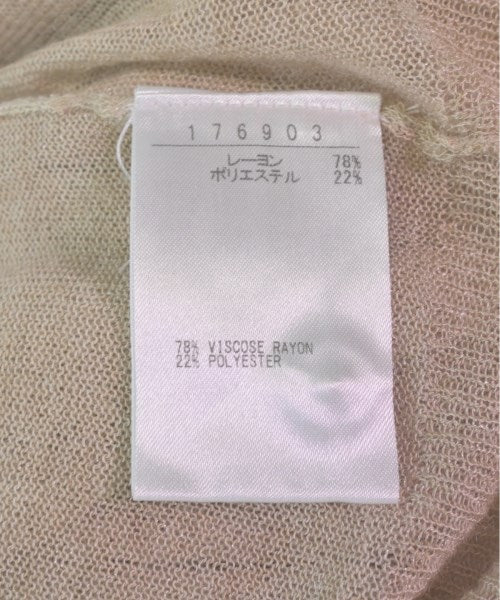 176903
レーヨン 78%
ポリエステル 22%
78% VISCOSE RAYON
22% POLYESTER